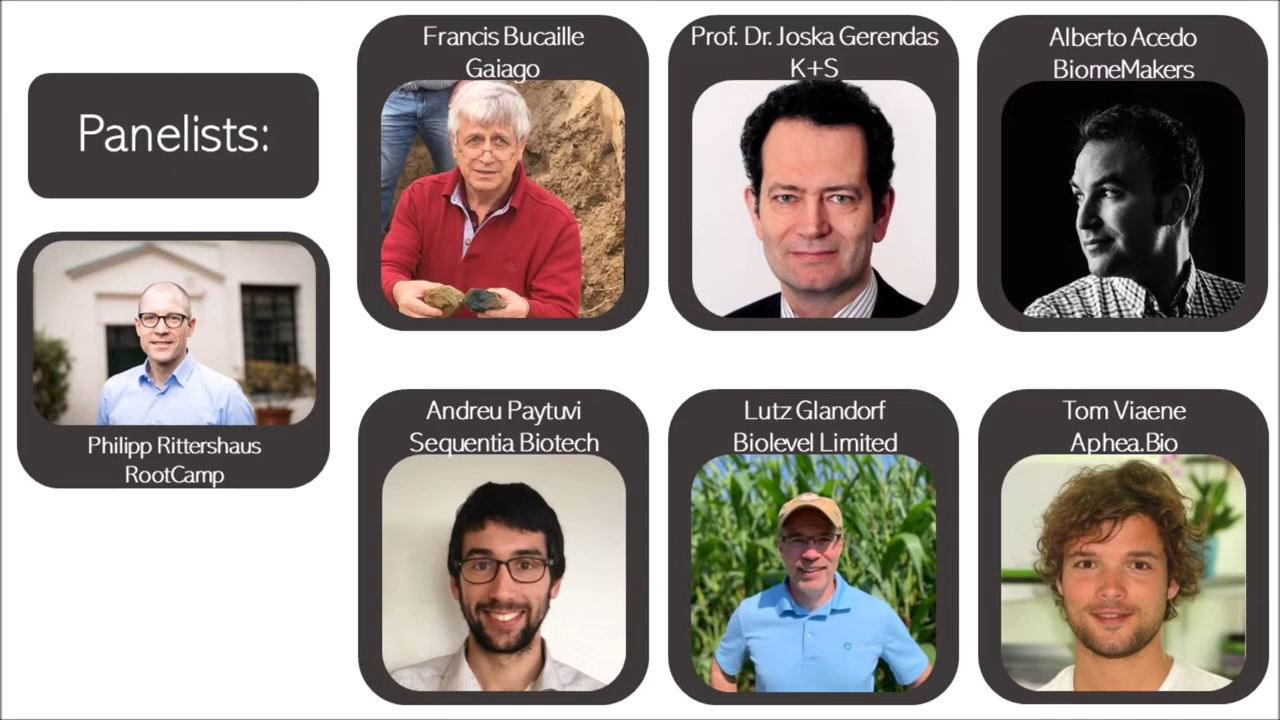 Panelists:
Philipp Rittershaus
RootCamp
Francis Bucaille
Gaiago
Prof. Dr. Joska Gerendas
K+S
Alberto Acedo
BiomeMakers
Andreu Paytuvi
Sequentia Biotech
Lutz Glandorf
Biolevel Limited
Tom Viaene
Aphea.Bio